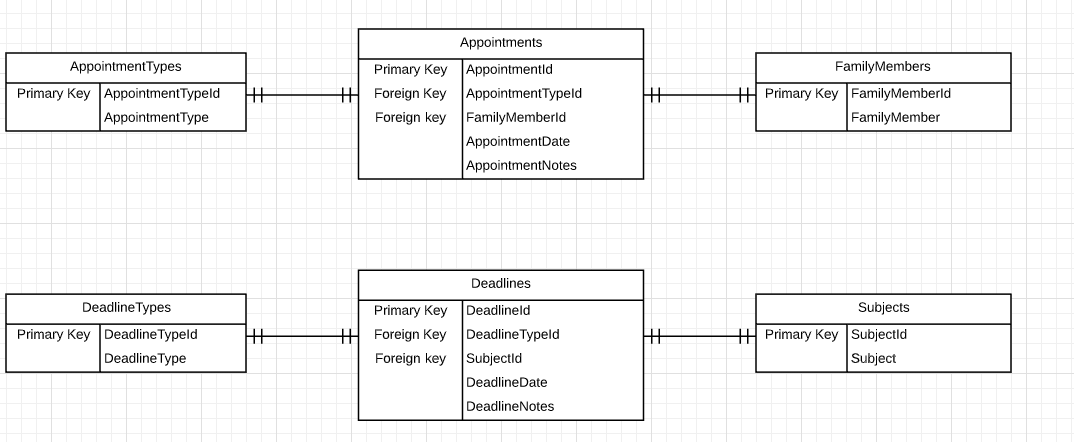 AppointmentTypes
Primary Key AppointmentTypeId
AppointmentType
Appointments
Primary Key AppointmentId
Foreign Key AppointmentTypeId
Foreign key FamilyMemberId
AppointmentDate
AppointmentNotes
FamilyMembers
Primary Key FamilyMemberId
FamilyMember
DeadlineTypes
Primary Key DeadlineTypeId
DeadlineType
Deadlines
Primary Key DeadlineId
Foreign Key DeadlineTypeId
Foreign key SubjectId
DeadlineDate
DeadlineNotes
Subjects
Primary Key SubjectId
Subject